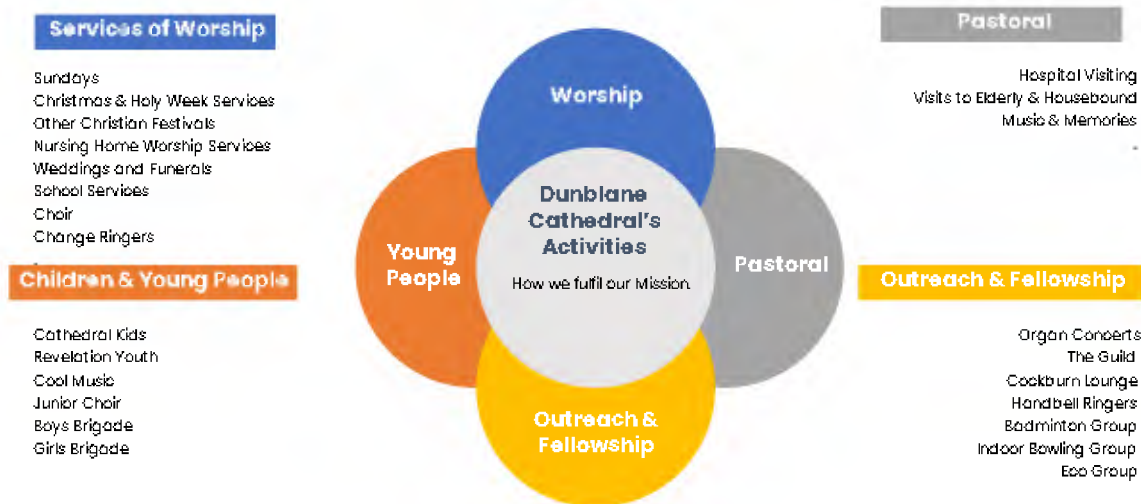 Services of Worship
Sundays
Christmas & Holy Week Services
Other Christian Festivals
Nursing Home Worship Services
Weddings and Funerals
School Services
Choir
Change Ringers
.
Children & Young People
Cathedral Kids
Revelation Youth
Cool Music
Junior Choir
Boys Brigade
Girls Brigade
Worship
Dunblane
Cathedral's
Activities
How we fulfil our Mission.
Young
People
Pastoral
Outreach &
Fellowship
Pastoral
Hospital Visiting
Visits to Elderly & Housebound
Music & Memories
.
Outreach & Fellowship
Organ Concerts
The Guild
Cockburn Lounge
Handbell Ringers
Badminton Group
Indoor Bowling Group
Eco Group